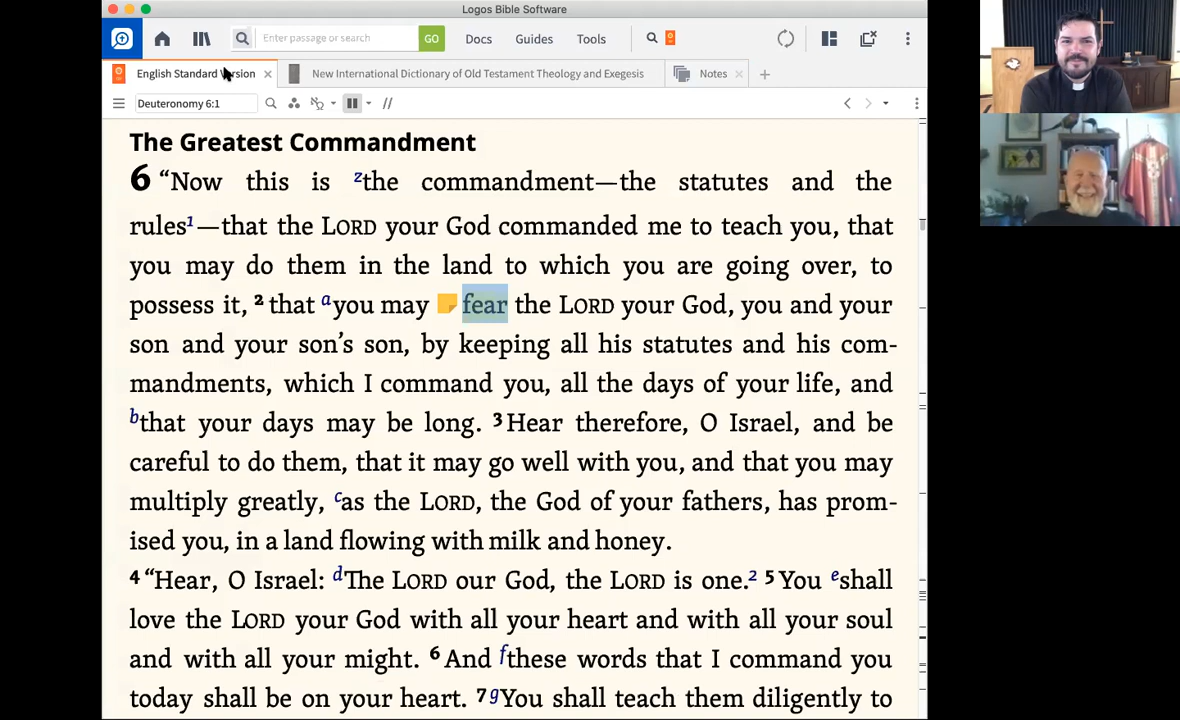 Logos Bible Software
Enter passage or search
GO
Docs
Guides
Tools
English Standard Version
New International Dictionary of Old Testament Theology and Exegesis
Notes
Deuteronomy 6:1
The Greatest Commandment
6 “Now this is zthe commandment—the statutes and the
rules1—that the LORD your God commanded me to teach you, that
you may do them in the land to which you are going over, to
possess it, 2 that ayou may fear the LORD your God, you and your
son and your son’s son, by keeping all his statutes and his com-
mandments, which I command you, all the days of your life, and
bthat your days may be long. 3 Hear therefore, O Israel, and be
careful to do them, that it may go well with you, and that you may
multiply greatly, cas the LORD, the God of your fathers, has prom-
ised you, in a land flowing with milk and honey.
4 “Hear, O Israel: dThe LORD our God, the LORD is one.2 5 You eshall
love the LORD your God with all your heart and with all your soul
and with all your might. 6 And fthese words that I command you
today shall be on your heart. 7 gYou shall teach them diligently to